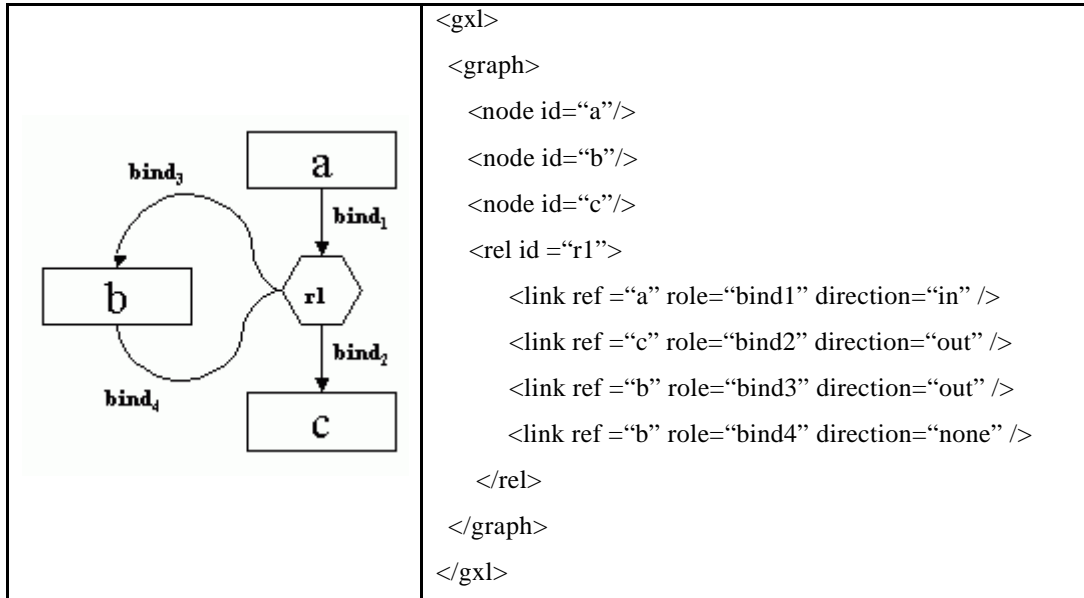 a
bind3
bind1
b
r1
bind2
bind4
c
<gxl>
<graph>
<node id=“a”/>
<node id=“b”/>
<node id=“c”/>
<rel id =“r1”>
<link ref =“a” role=“bind1” direction=“in” />
<link ref =“c” role=“bind2” direction=“out” />
<link ref =“b” role=“bind3” direction=“out” />
<link ref =“b” role=“bind4” direction=“none” />
</rel>
</graph>
</gxl>